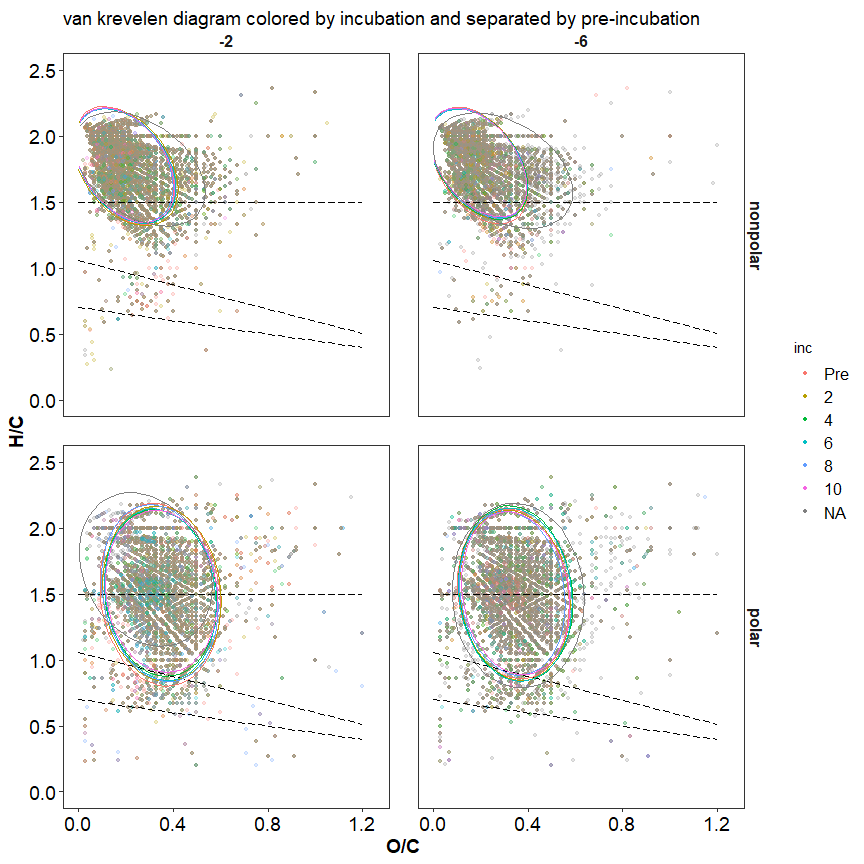 van krevelen diagram colored by incubation and separated by pre-incubation
-2
-6
2.5
2.0
1.5
1.0
0.5
0.0
nonpolar
2.5
2.0
1.5
1.0
0.5
0.0
polar
H/C
0.0 0.4 0.8 1.2
0.0 0.4 0.8 1.2
O/C
inc
Pre
2
4
6
8
10
NA